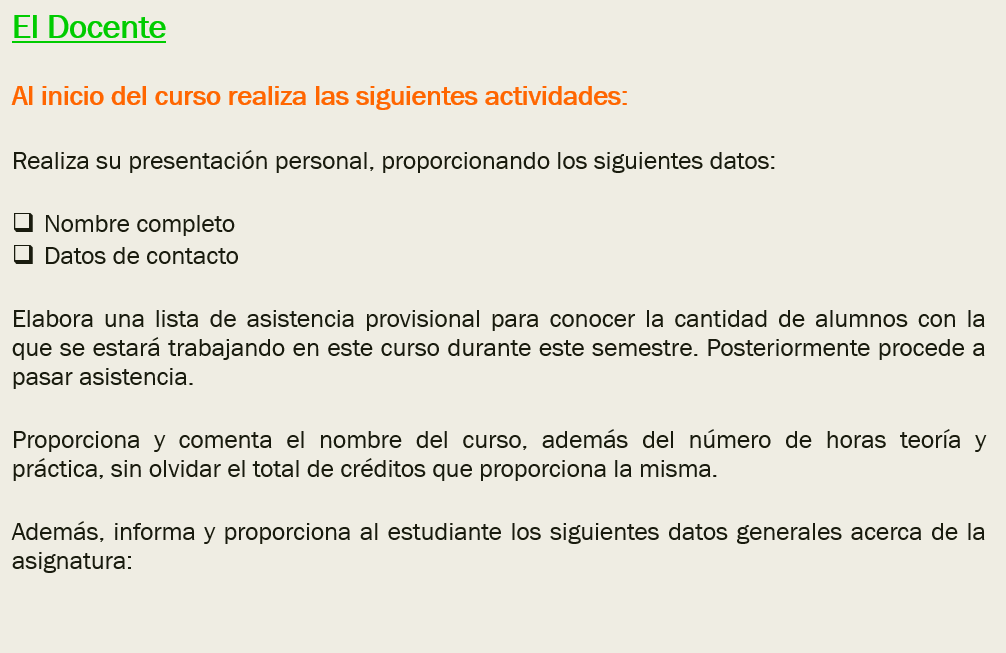 El Docente
Al inicio del curso realiza las siguientes actividades:
Realiza su presentación personal, proporcionando los siguientes datos:
❑ Nombre completo
❑ Datos de contacto
Elabora una lista de asistencia provisional para conocer la cantidad de alumnos con la
que se estará trabajando en este curso durante este semestre. Posteriormente procede a
pasar asistencia.
Proporciona y comenta el nombre del curso, además del número de horas teoría y
práctica, sin olvidar el total de créditos que proporciona la misma.
Además, informa y proporciona al estudiante los siguientes datos generales acerca de la
asignatura: